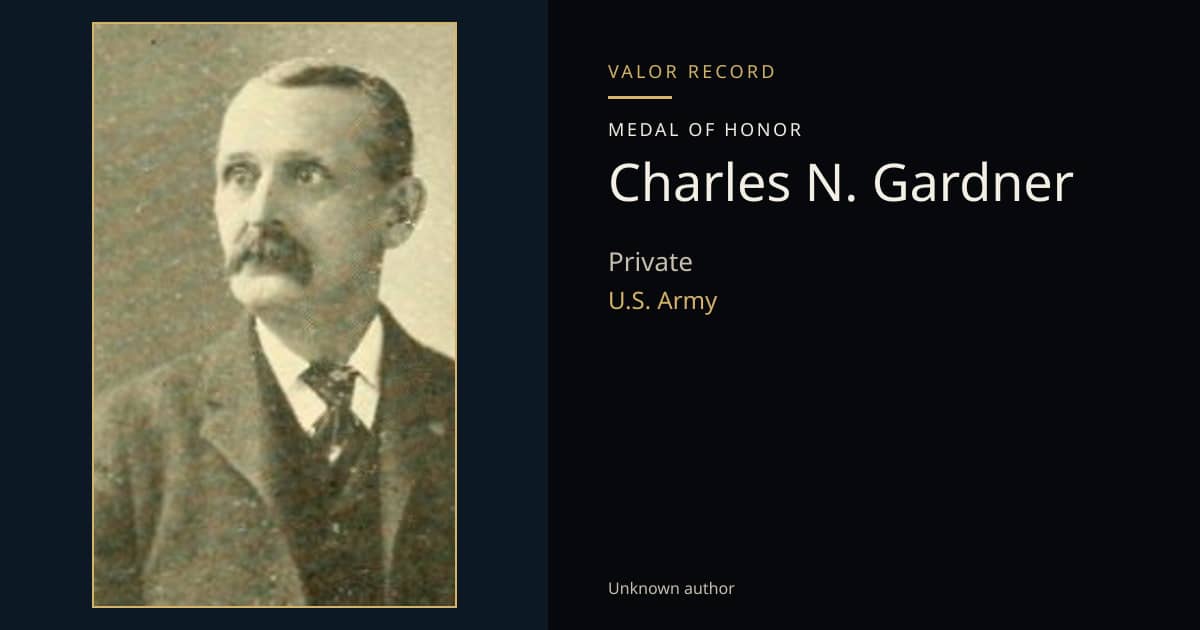 VALOR RECORD
MEDAL OF HONOR
Charles N. Gardner
Private
U.S. Army
Unknown author